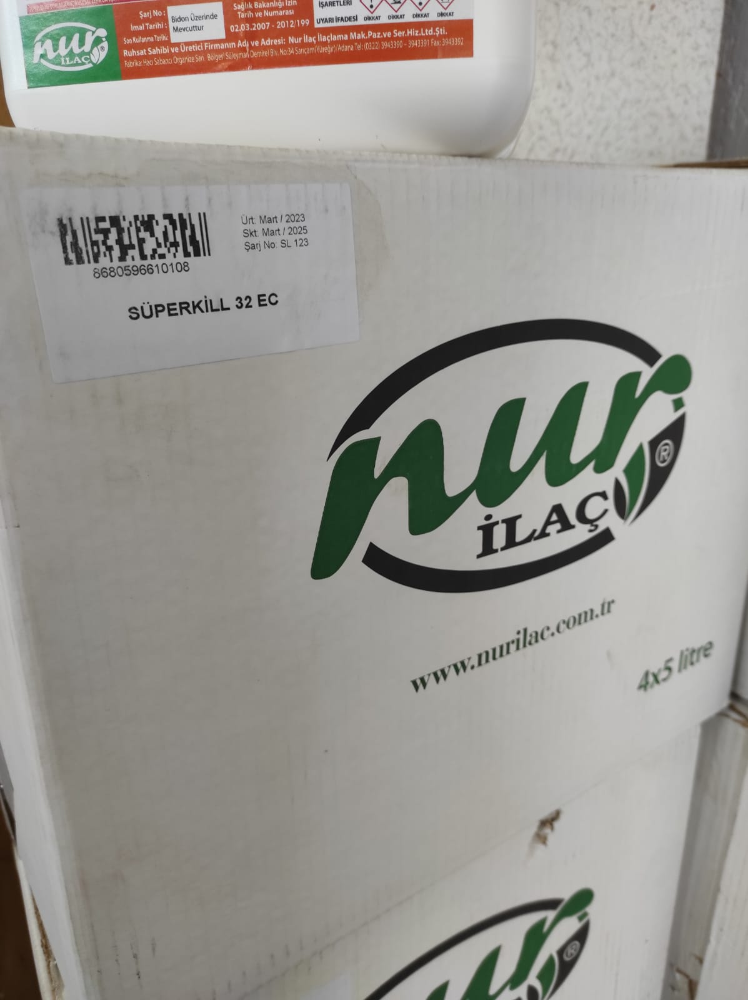 Şarj No :
İmal Tarihi :
Son Kullanma Tarihi:
Bidon Üzerinde
Mevcuttur
Sağlık Bakanlığı İzin
Tarih ve Numarası
02.03.2007 - 2012/199
İŞARETLERİ
UYARI İFADESİ
DİKKAT DİKKAT DİKKAT DİKKAT
nur ®
İLAÇ
Ruhsat Sahibi ve Üretici Firmanın Adı ve Adresi: Nur İlaç İlaçlama Mak.Paz.ve Ser.Hiz.Ltd.Şti.
Fabrika: Hacı Sabancı Organize San. Bölgesi Süleyman Demirel Blv. No:34 Sarıçam(Yüreğir)/Adana Tel: (0322) 3943390 - 3943391 Fax: 3943392
Ürt: Mart / 2023
Skt: Mart / 2025
Şarj No: SL 123
8680596610108
SÜPERKİLL 32 EC
nur ®
İLAÇ
www.nurilac.com.tr
4x5 litre
nur ®